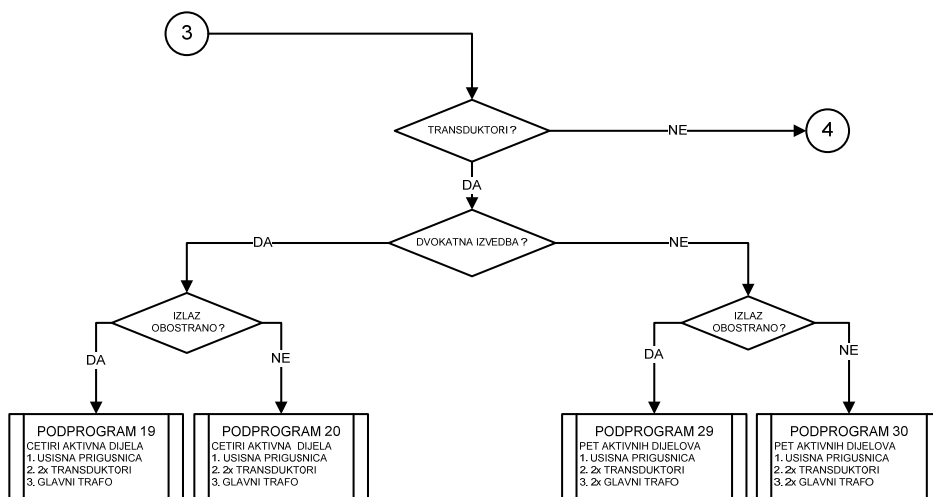 3
TRANSDUKTORI?
NE
4
DA
DVOKATNA IZVEDBA?
DA
NE
IZLAZ
OBOSTRANO?
DA
NE
IZLAZ
OBOSTRANO?
DA
NE
PODPROGRAM 19
CETIRI AKTIVNA DIJELA
1. USISNA PRIGUSNICA
2. 2x TRANSDUKTORI
3. GLAVNI TRAFO
PODPROGRAM 20
CETIRI AKTIVNA DIJELA
1. USISNA PRIGUSNICA
2. 2x TRANSDUKTORI
3. GLAVNI TRAFO
PODPROGRAM 29
PET AKTIVNIH DIJELOVA
1. USISNA PRIGUSNICA
2. 2x TRANSDUKTORI
3. 2x GLAVNI TRAFO
PODPROGRAM 30
PET AKTIVNIH DIJELOVA
1. USISNA PRIGUSNICA
2. 2x TRANSDUKTORI
3. 2x GLAVNI TRAFO